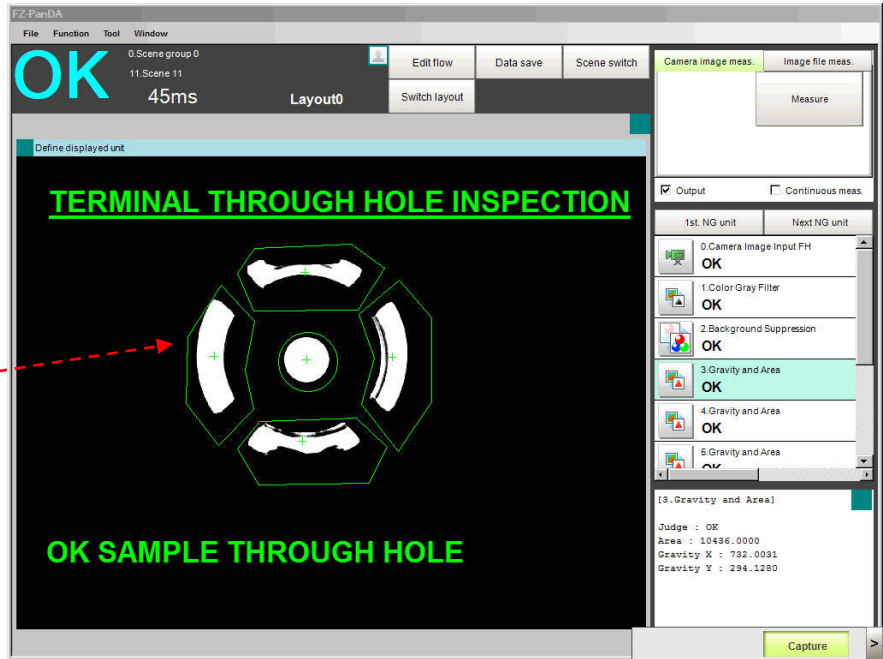 FZ-PanDA
File Function Tool Window
OK
0.Scene group 0
11.Scene 11
45ms
Layout0
Edit flow
Data save
Scene switch
Switch layout
Camera image meas.
Image file meas.
Measure
Define displayed unit
Output
Continuous meas.
1st. NG unit
Next NG unit
TERMINAL THROUGH HOLE INSPECTION
0.Camera Image Input FH
OK
1.Color Gray Filter
OK
2.Background Suppression
OK
3.Gravity and Area
OK
4.Gravity and Area
OK
5.Gravity and Area
OK
OK SAMPLE THROUGH HOLE
[3.Gravity and Area]
Judge : OK
Area : 10436.0000
Gravity X : 732.0031
Gravity Y : 294.1280
Capture
>